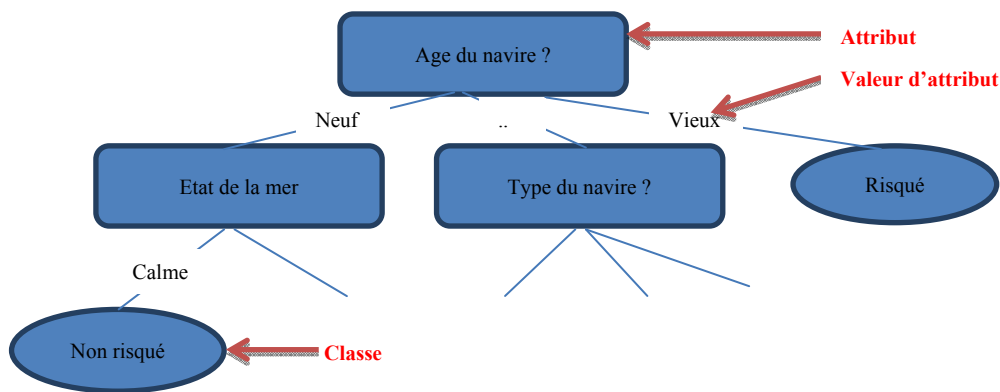 Age du navire ?
Attribut
Valeur d’attribut
Neuf
..
Vieux
Etat de la mer
Type du navire ?
Risqué
Calme
Non risqué
Classe